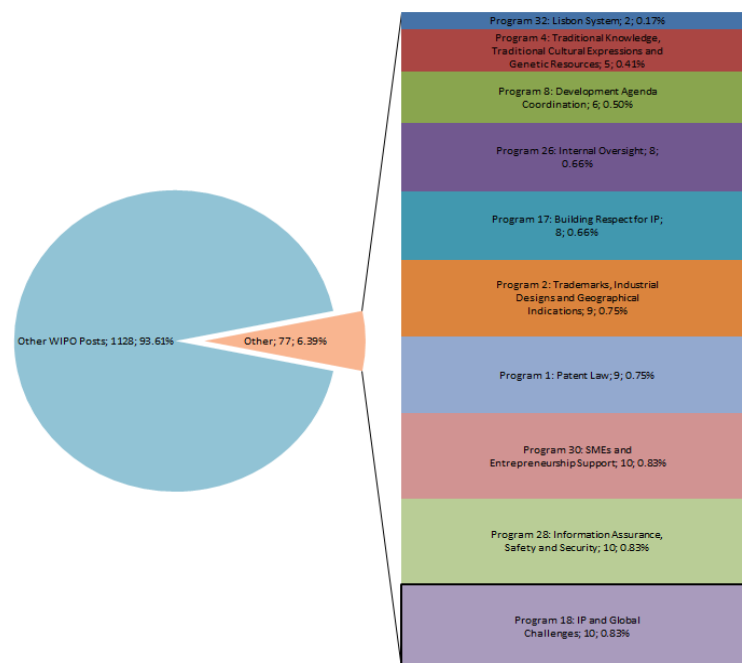 Program 32: Lisbon System; 2; 0.17%
Program 4: Traditional Knowledge,
Traditional Cultural Expressions and
Genetic Resources; 5; 0.41%
Program 8: Development Agenda
Coordination; 6; 0.50%
Program 26: Internal Oversight; 8;
0.66%
Program 17: Building Respect for IP;
8; 0.66%
Program 2: Trademarks, Industrial
Designs and Geographical
Indications; 9; 0.75%
Other WIPO Posts; 1128; 93.61%
Other; 77; 6.39%
Program 1: Patent Law; 9; 0.75%
Program 30: SMEs and
Entrepreneurship Support; 10; 0.83%
Program 28: Information Assurance,
Safety and Security; 10; 0.83%
Program 18: IP and Global
Challenges; 10; 0.83%